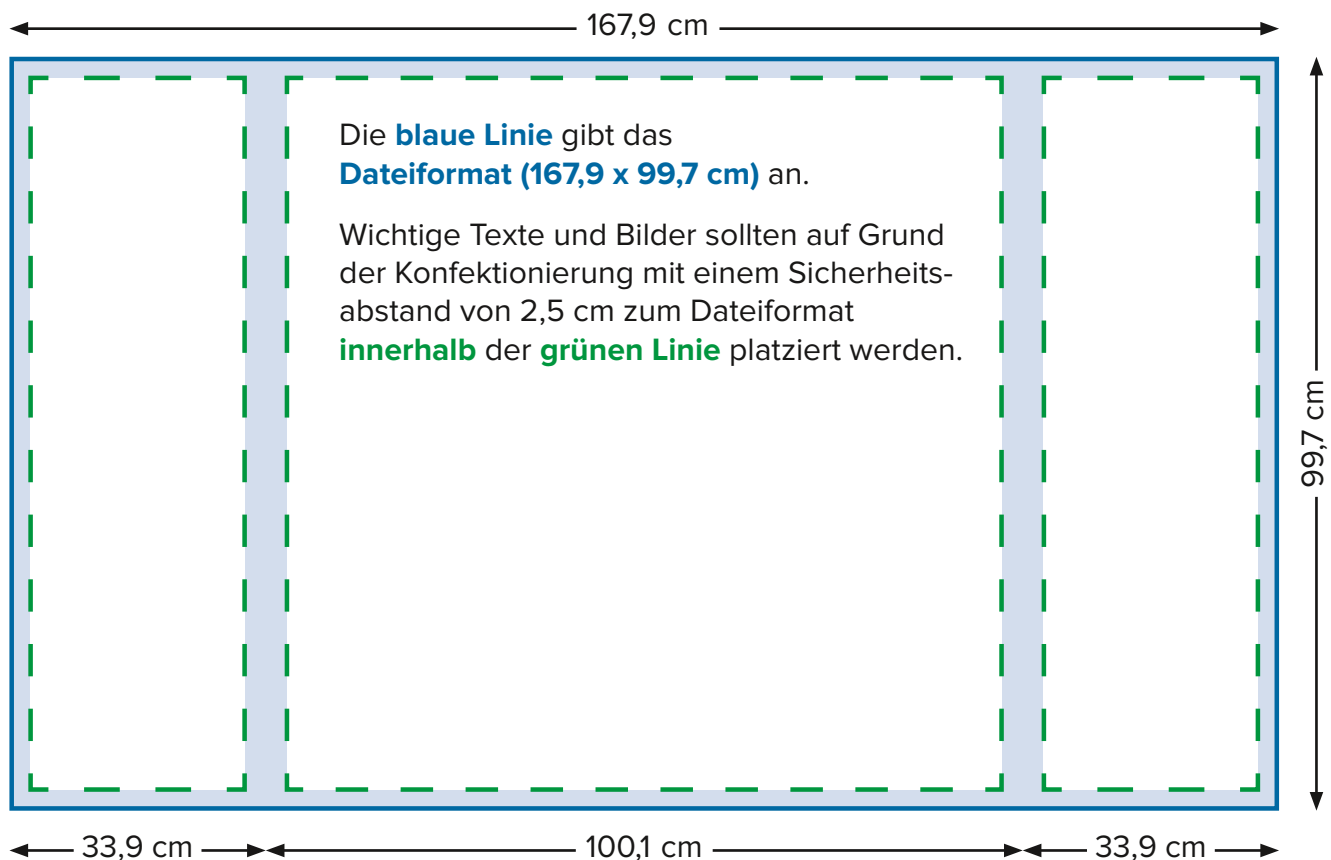 167,9 cm
Die blaue Linie gibt das
Dateiformat (167,9 x 99,7 cm) an.
Wichtige Texte und Bilder sollten auf Grund
der Konfektionierung mit einem Sicherheits-
abstand von 2,5 cm zum Dateiformat
innerhalb der grünen Linie platziert werden.
99,7 cm
33,9 cm
100,1 cm
33,9 cm